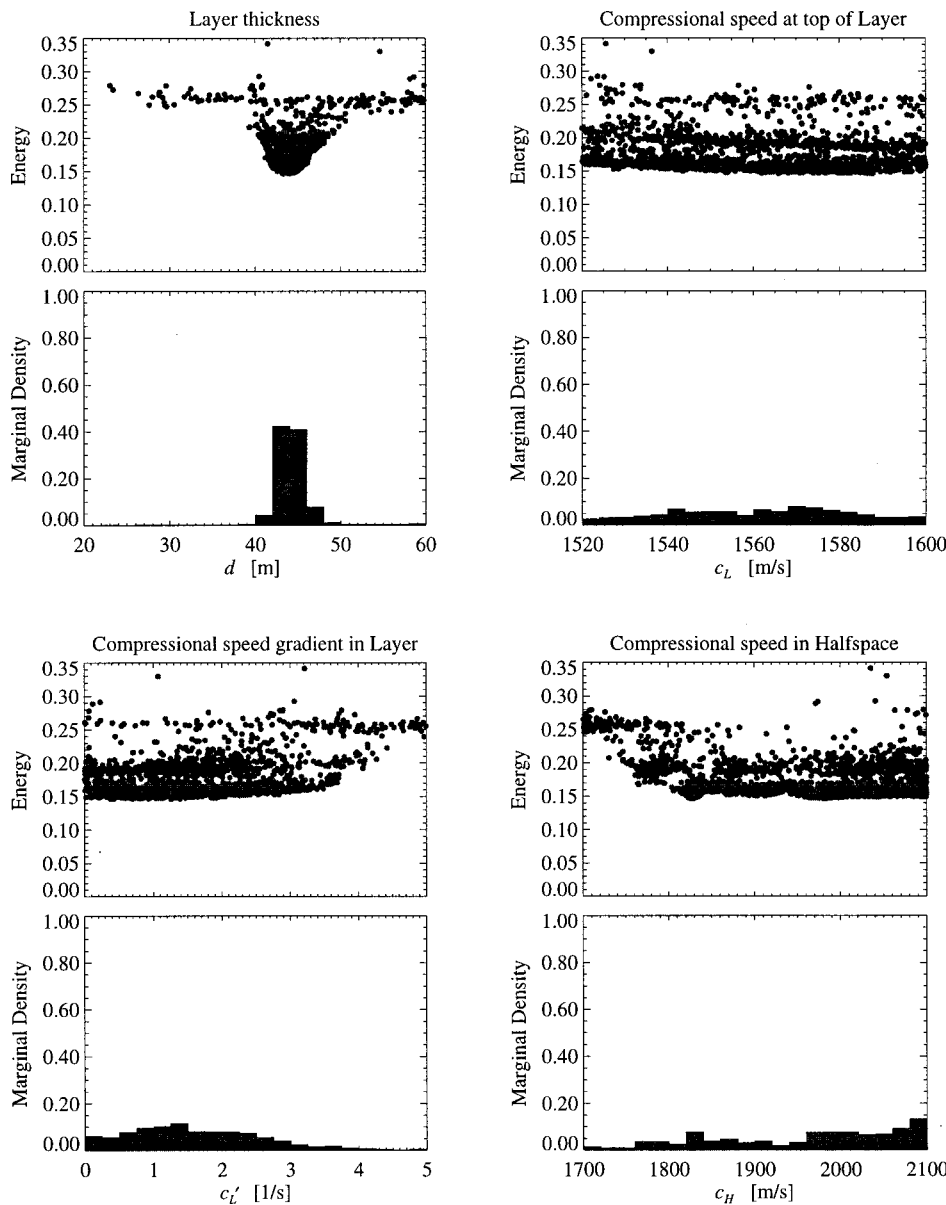 Layer thickness
Energy
0.35
0.30
0.25
0.20
0.15
0.10
0.05
0.00
Marginal Density
1.00
0.80
0.60
0.40
0.20
0.00
20 30 40 50 60
d [m]
Compressional speed at top of Layer
Energy
0.35
0.30
0.25
0.20
0.15
0.10
0.05
0.00
Marginal Density
1.00
0.80
0.60
0.40
0.20
0.00
1520 1540 1560 1580 1600
c_L [m/s]
Compressional speed gradient in Layer
Energy
0.35
0.30
0.25
0.20
0.15
0.10
0.05
0.00
Marginal Density
1.00
0.80
0.60
0.40
0.20
0.00
0 1 2 3 4 5
c_L' [1/s]
Compressional speed in Halfspace
Energy
0.35
0.30
0.25
0.20
0.15
0.10
0.05
0.00
Marginal Density
1.00
0.80
0.60
0.40
0.20
0.00
1700 1800 1900 2000 2100
c_H [m/s]